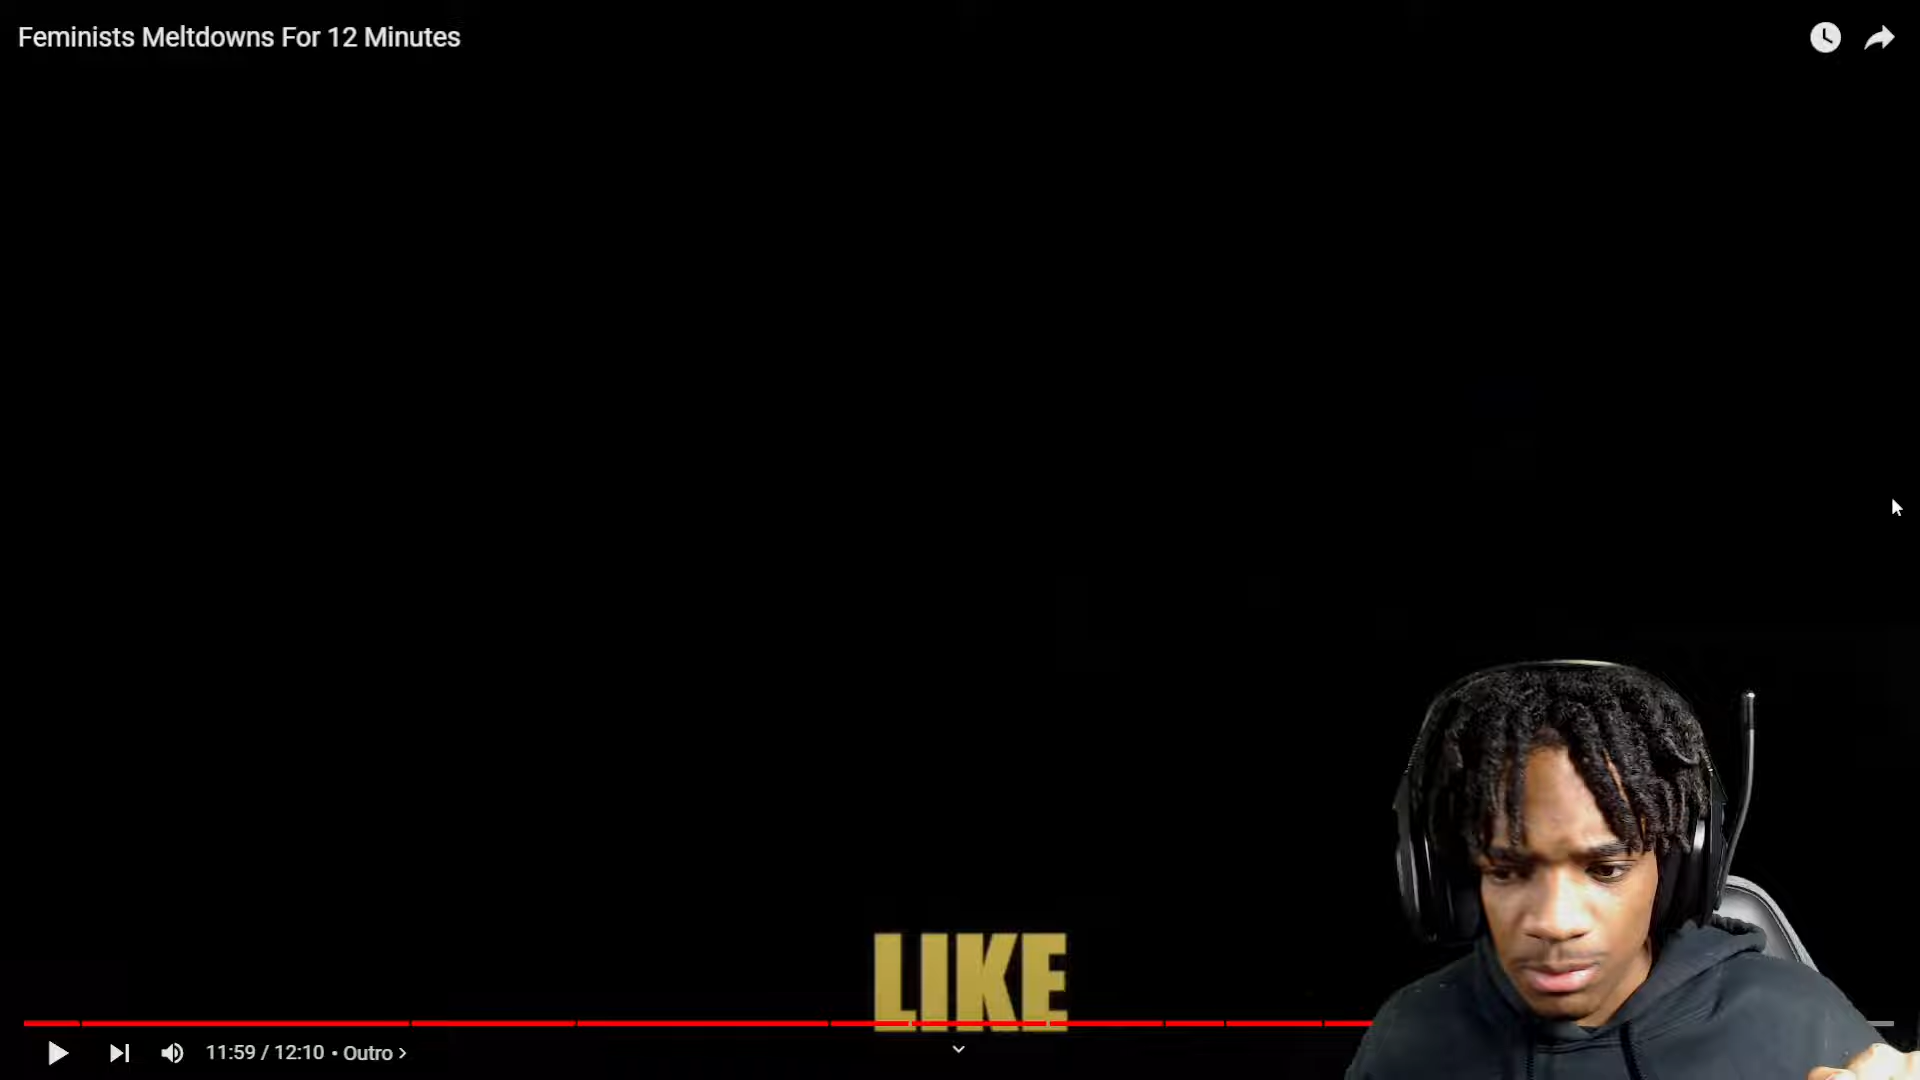 Feminists Meltdowns For 12 Minutes
LIKE
11:59 / 12:10 • Outro >